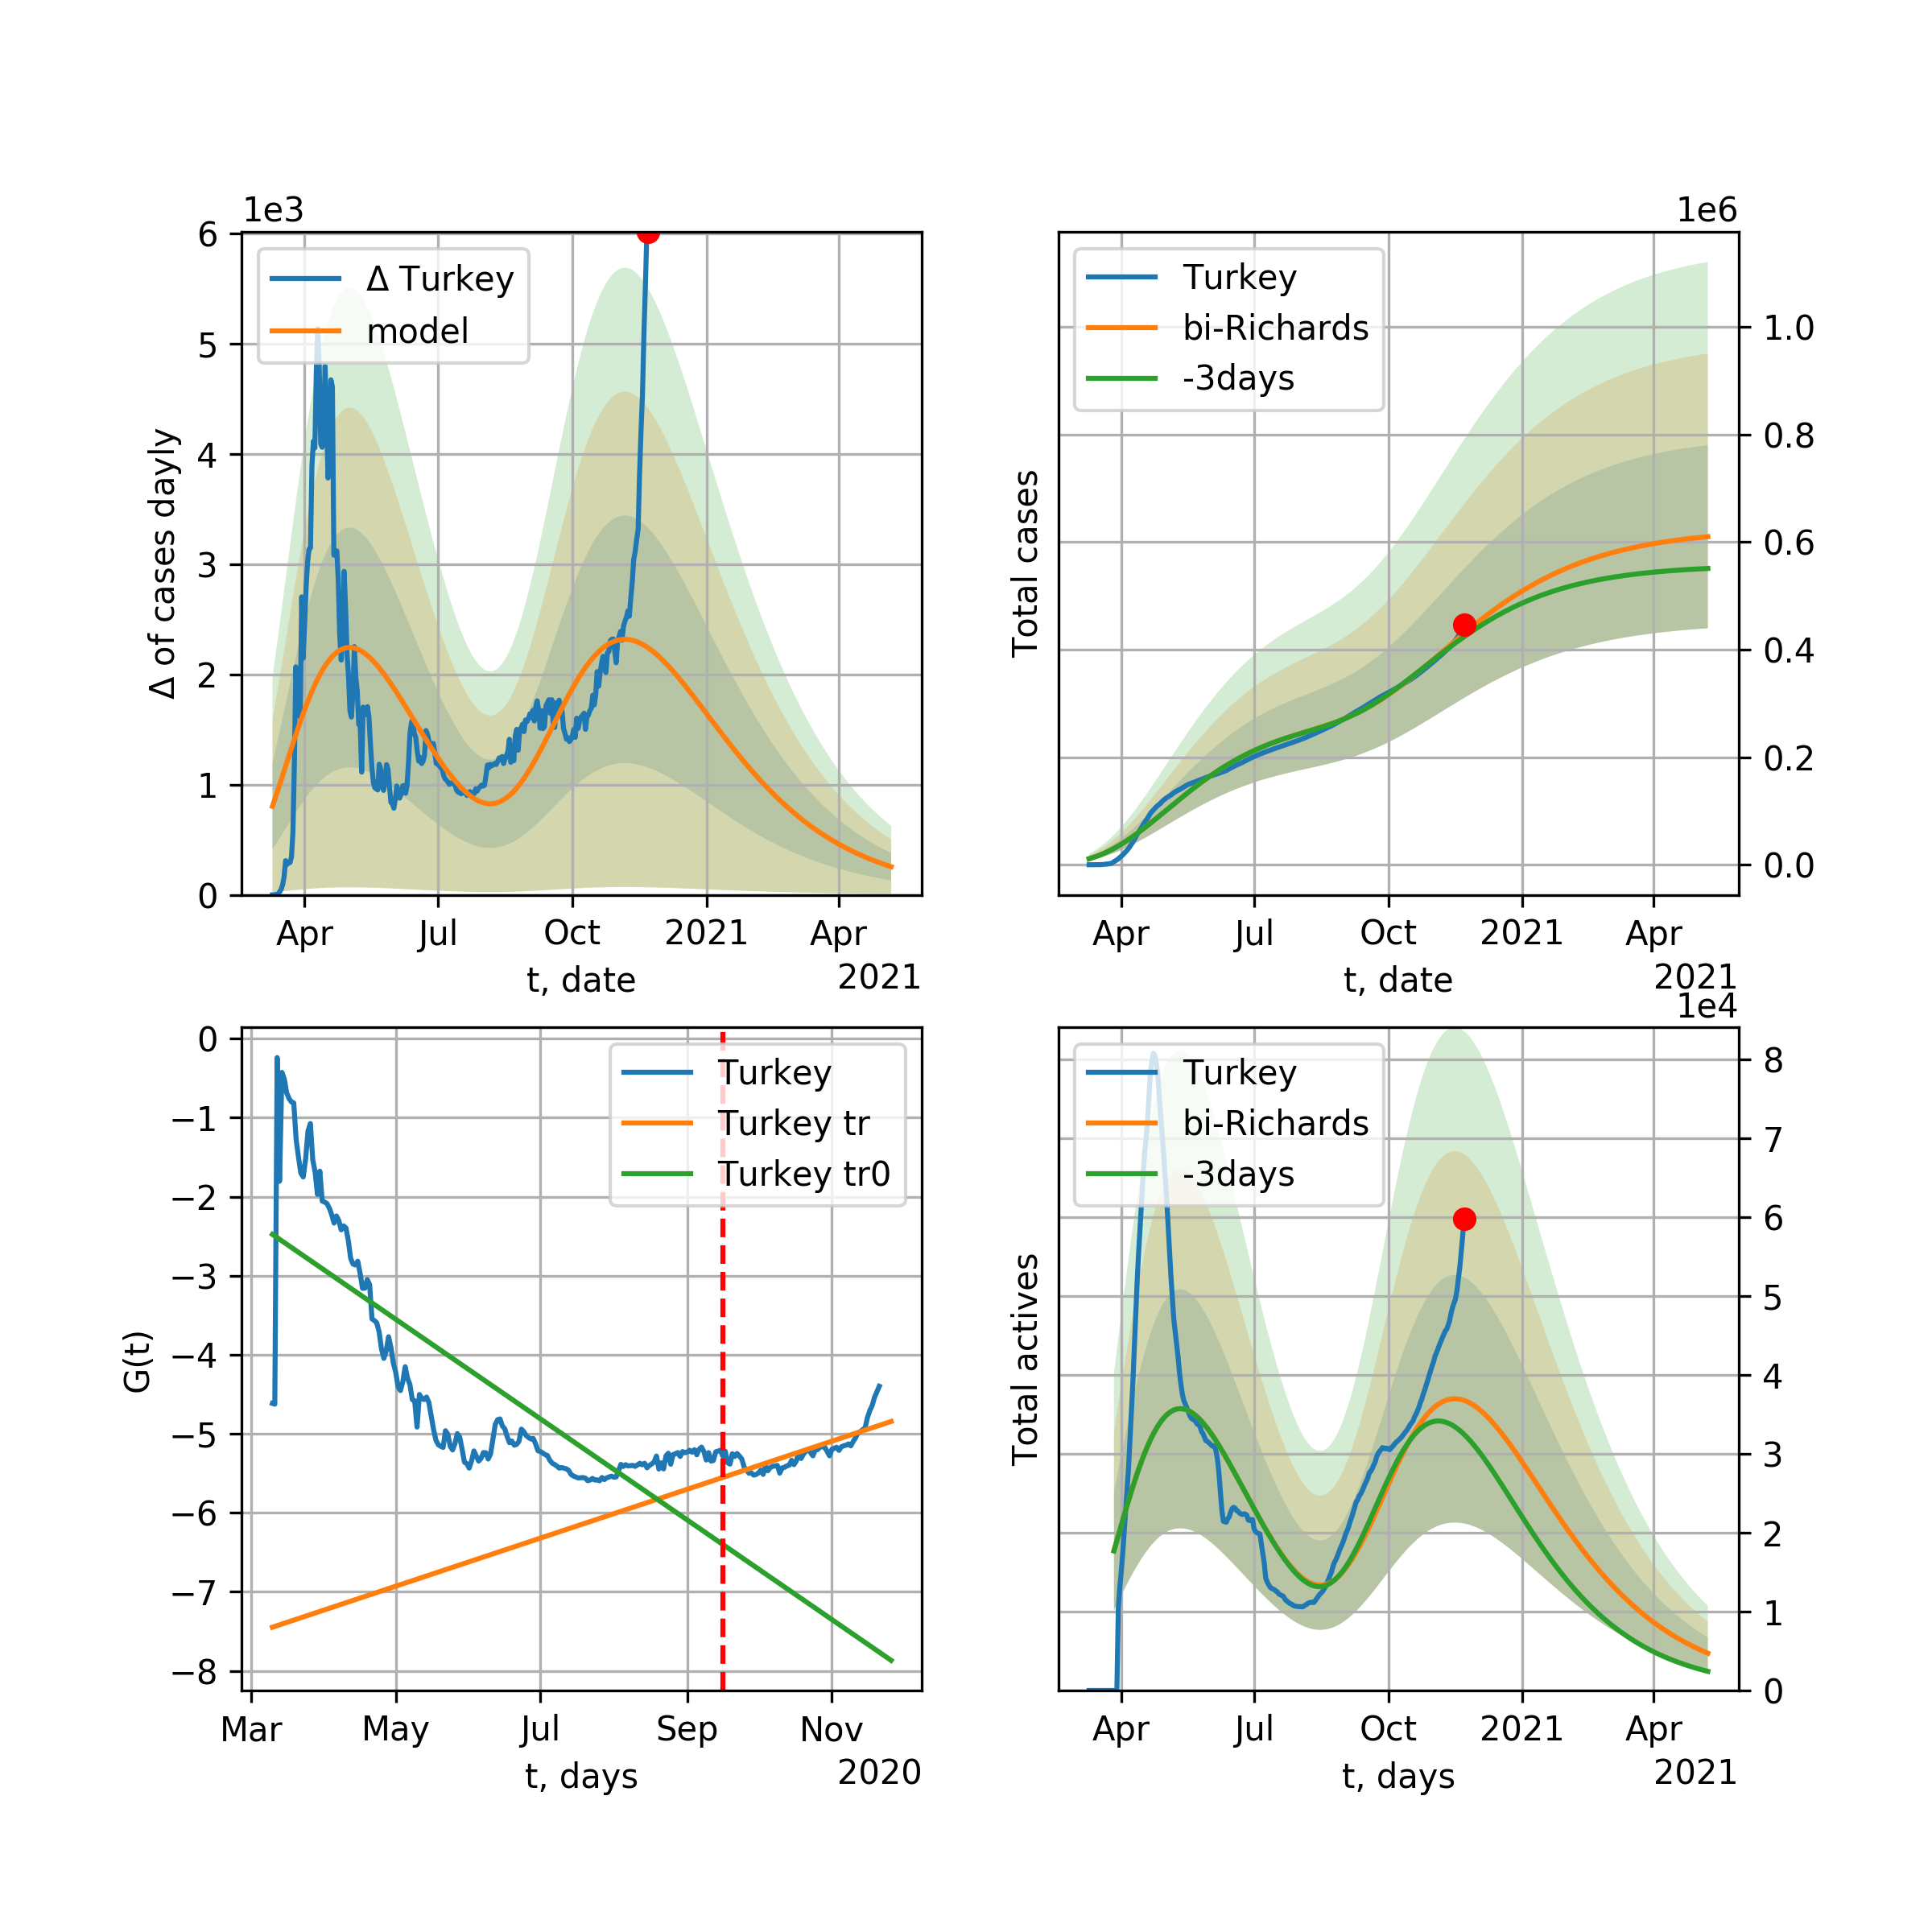 1e3
6
5
4
3
2
1
0
Δ of cases dayly
Δ Turkey
model
Apr Jul Oct 2021 Apr
t, date
2021
1e6
Total cases
Turkey
bi-Richards
-3days
1.0
0.8
0.6
0.4
0.2
0.0
Apr Jul Oct 2021 Apr
t, date
2021
0
−1
−2
−3
−4
−5
−6
−7
−8
G(t)
Turkey
Turkey tr
Turkey tr0
Mar May Jul Sep Nov
t, days
2020
1e4
Total actives
Turkey
bi-Richards
-3days
8
7
6
5
4
3
2
1
0
Apr Jul Oct 2021 Apr
t, days
2021